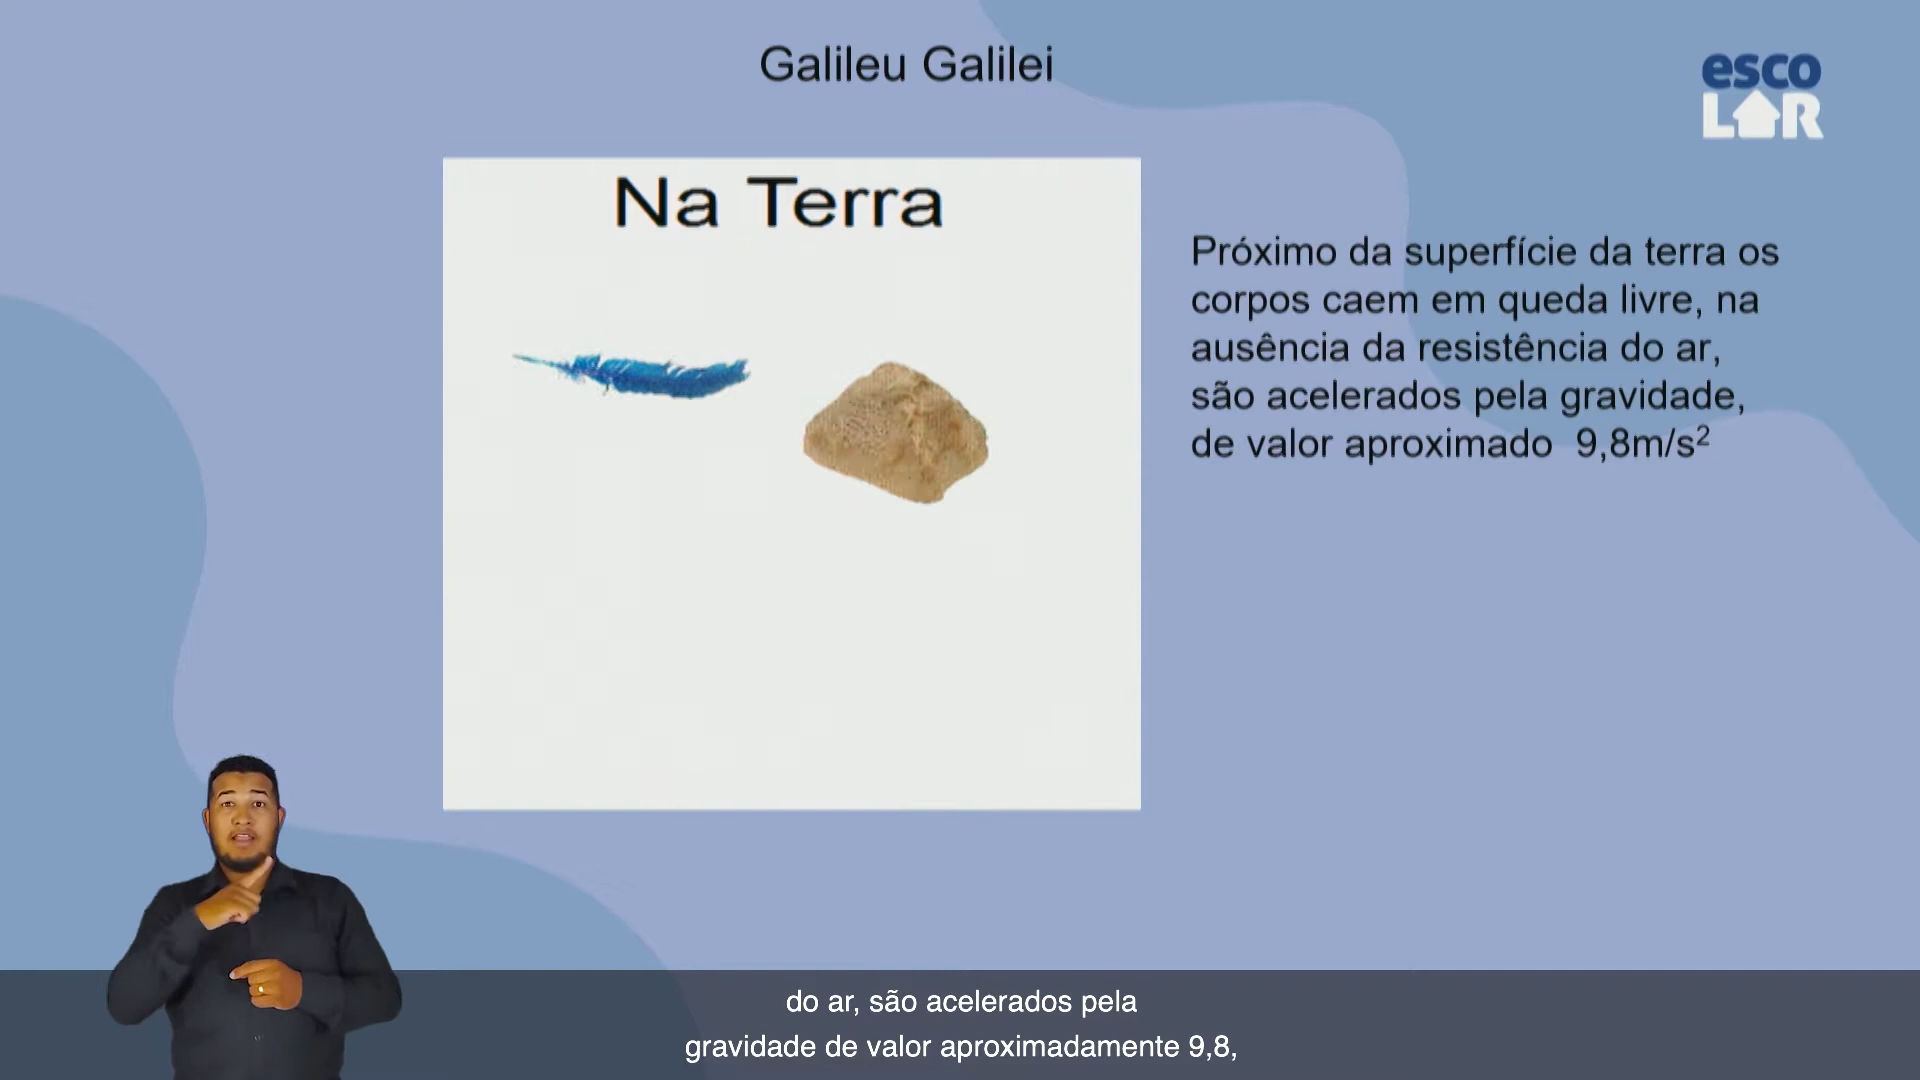 Galileu Galilei
esco
LAR
Na Terra
Próximo da superfície da terra os
corpos caem em queda livre, na
ausência da resistência do ar,
são acelerados pela gravidade,
de valor aproximado 9,8m/s²
do ar, são acelerados pela
gravidade de valor aproximadamente 9,8,